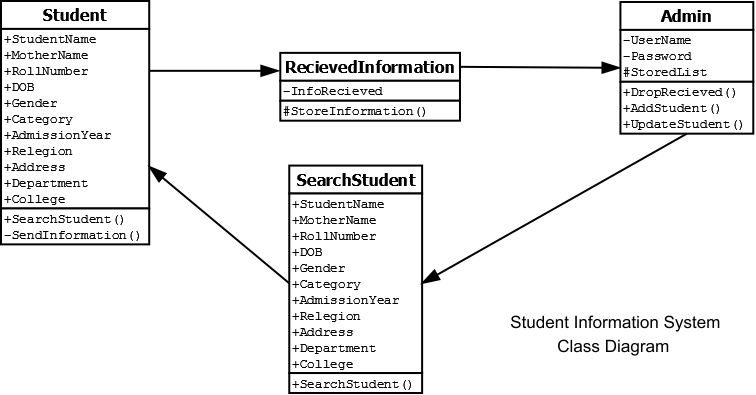 Student
+StudentName
+MotherName
+RollNumber
+DOB
+Gender
+Category
+AdmissionYear
+Relegion
+Address
+Department
+College
+SearchStudent()
-SendInformation()
RecievedInformation
-InfoRecieved
#StoreInformation()
Admin
-UserName
-Password
#StoredList
+DropRecieved()
+AddStudent()
+UpdateStudent()
SearchStudent
+StudentName
+MotherName
+RollNumber
+DOB
+Gender
+Category
+AdmissionYear
+Relegion
+Address
+Department
+College
+SearchStudent()
Student Information System
Class Diagram